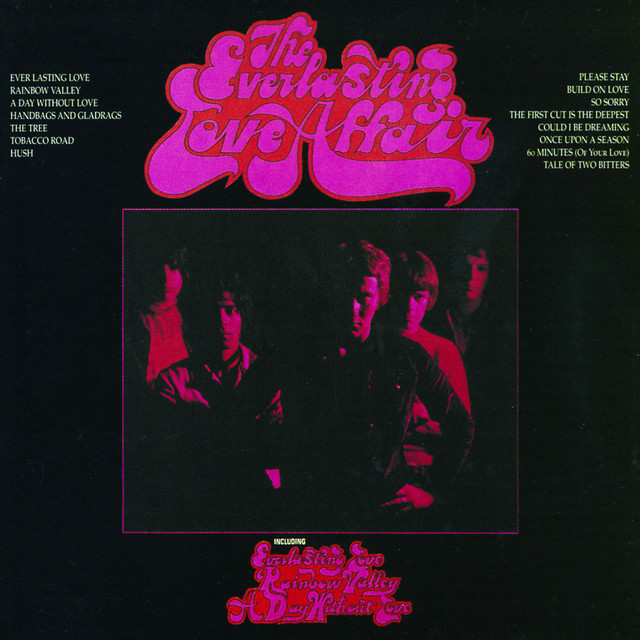 The
Everlasting
Love Affair
EVER LASTING LOVE
RAINBOW VALLEY
A DAY WITHOUT LOVE
HANDBAGS AND GLADRAGS
THE TREE
TOBACCO ROAD
HUSH
PLEASE STAY
BUILD ON LOVE
SO SORRY
THE FIRST CUT IS THE DEEPEST
COULD I BE DREAMING
ONCE UPON A SEASON
60 MINUTES (OF YOUR LOVE)
TALE OF TWO BITTERS
INCLUDING
Everlasting Love
Rainbow Valley
A Day Without Love